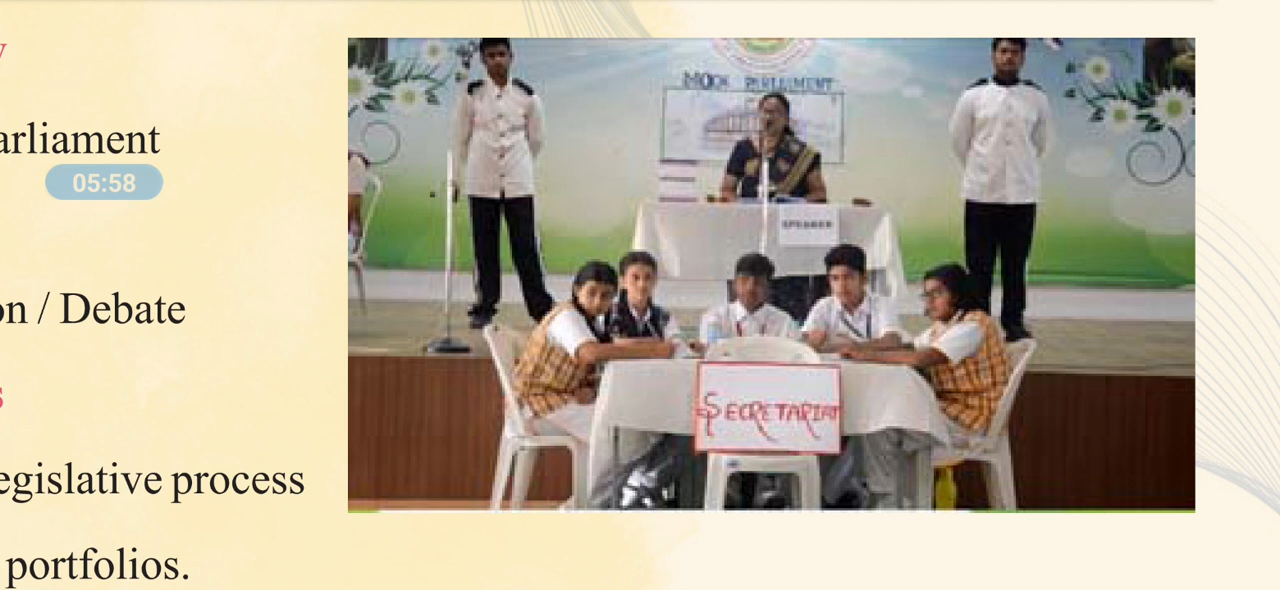 y
arliament
05:58
on / Debate
s
egislative process
portfolios.
MOCK PARLIAMENT
SPEAKER
SECRETARIAT